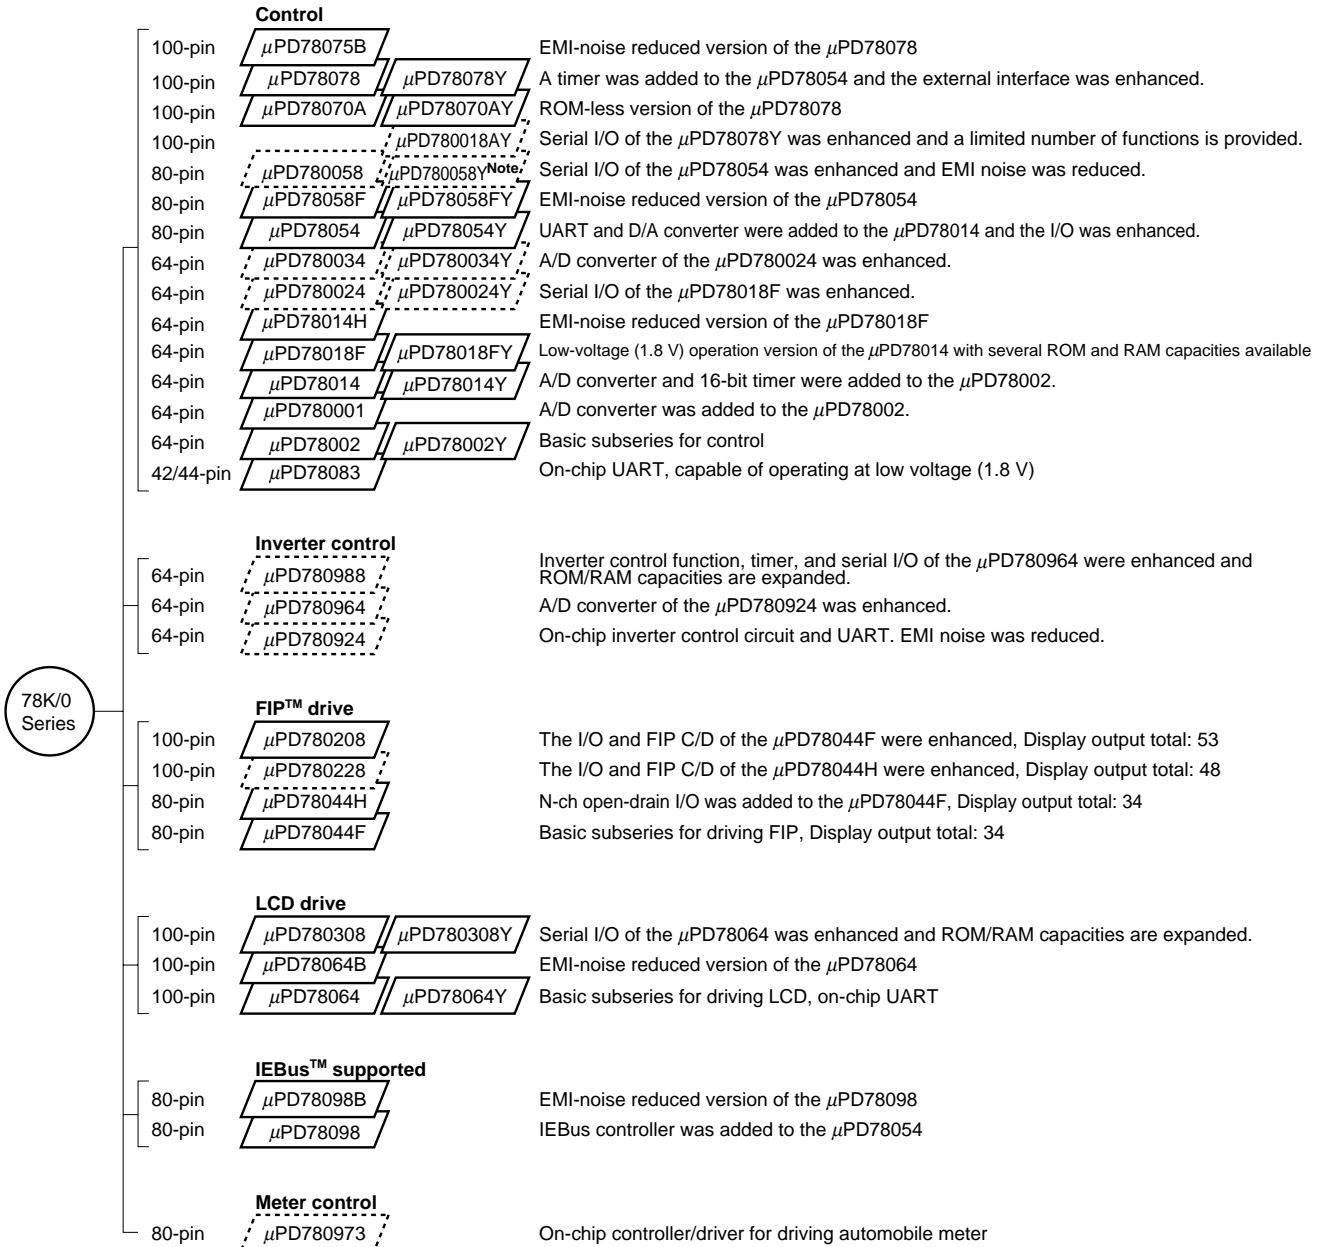 Control
100-pin μPD78075B EMI-noise reduced version of the μPD78078
100-pin μPD78078 μPD78078Y A timer was added to the μPD78054 and the external interface was enhanced.
100-pin μPD78070A μPD78070AY ROM-less version of the μPD78078
100-pin μPD780018AY Serial I/O of the μPD78078Y was enhanced and a limited number of functions is provided.
80-pin μPD780058 μPD780058YNote Serial I/O of the μPD78054 was enhanced and EMI noise was reduced.
80-pin μPD78058F μPD78058FY EMI-noise reduced version of the μPD78054
80-pin μPD78054 μPD78054Y UART and D/A converter were added to the μPD78014 and the I/O was enhanced.
64-pin μPD780034 μPD780034Y A/D converter of the μPD780024 was enhanced.
64-pin μPD780024 μPD780024Y Serial I/O of the μPD78018F was enhanced.
64-pin μPD78014H EMI-noise reduced version of the μPD78018F
64-pin μPD78018F μPD78018FY Low-voltage (1.8 V) operation version of the μPD78014 with several ROM and RAM capacities available
64-pin μPD78014 μPD78014Y A/D converter and 16-bit timer were added to the μPD78002.
64-pin μPD780001 A/D converter was added to the μPD78002.
64-pin μPD78002 μPD78002Y Basic subseries for control
42/44-pin μPD78083 On-chip UART, capable of operating at low voltage (1.8 V)
Inverter control
64-pin μPD780988 Inverter control function, timer, and serial I/O of the μPD780964 were enhanced and
ROM/RAM capacities are expanded.
64-pin μPD780964 A/D converter of the μPD780924 was enhanced.
64-pin μPD780924 On-chip inverter control circuit and UART. EMI noise was reduced.
78K/0
Series
FIP™ drive
100-pin μPD780208 The I/O and FIP C/D of the μPD78044F were enhanced, Display output total: 53
100-pin μPD780228 The I/O and FIP C/D of the μPD78044H were enhanced, Display output total: 48
80-pin μPD78044H N-ch open-drain I/O was added to the μPD78044F, Display output total: 34
80-pin μPD78044F Basic subseries for driving FIP, Display output total: 34
LCD drive
100-pin μPD780308 μPD780308Y Serial I/O of the μPD78064 was enhanced and ROM/RAM capacities are expanded.
100-pin μPD78064B EMI-noise reduced version of the μPD78064
100-pin μPD78064 μPD78064Y Basic subseries for driving LCD, on-chip UART
IEBus™ supported
80-pin μPD78098B EMI-noise reduced version of the μPD78098
80-pin μPD78098 IEBus controller was added to the μPD78054
Meter control
80-pin μPD780973 On-chip controller/driver for driving automobile meter